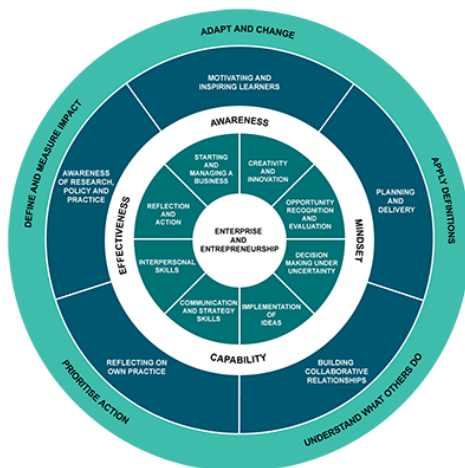 ADAPT AND CHANGE
MOTIVATING AND
INSPIRING LEARNERS
AWARENESS
DEFINE AND MEASURE IMPACT
AWARENESS
OF RESEARCH,
POLICY AND
PRACTICE
EFFECTIVENESS
STARTING
AND
MANAGING A
BUSINESS
CREATIVITY
AND
INNOVATION
REFLECTION
AND
ACTION
OPPORTUNITY
RECOGNITION
AND
EVALUATION
ENTERPRISE
AND
ENTREPRENEURSHIP
INTERPERSONAL
SKILLS
DECISION
MAKING UNDER
UNCERTAINTY
COMMUNICATION
AND STRATEGY
SKILLS
IMPLEMENTATION
OF
IDEAS
MINDSET
PLANNING
AND
DELIVERY
APPLY DEFINITIONS
CAPABILITY
REFLECTING ON
OWN PRACTICE
BUILDING
COLLABORATIVE
RELATIONSHIPS
PRIORITISE ACTION
UNDERSTAND WHAT OTHERS DO